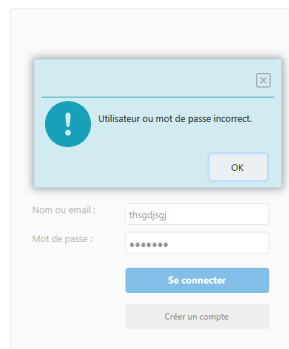 Utilisateur ou mot de passe incorrect.
OK
Nom ou email :
thsgdjsgj
Mot de passe :
Se connecter
Créer un compte